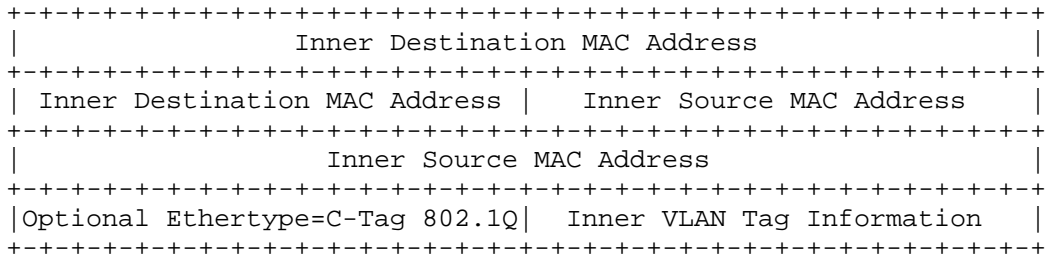 +-+-+-+-+-+-+-+-+-+-+-+-+-+-+-+-+-+-+-+-+-+-+-+-+-+-+-+-+-+-+-+-+
|                 Inner Destination MAC Address                 |
+-+-+-+-+-+-+-+-+-+-+-+-+-+-+-+-+-+-+-+-+-+-+-+-+-+-+-+-+-+-+-+-+
| Inner Destination MAC Address |   Inner Source MAC Address    |
+-+-+-+-+-+-+-+-+-+-+-+-+-+-+-+-+-+-+-+-+-+-+-+-+-+-+-+-+-+-+-+-+
|                   Inner Source MAC Address                    |
+-+-+-+-+-+-+-+-+-+-+-+-+-+-+-+-+-+-+-+-+-+-+-+-+-+-+-+-+-+-+-+-+
|Optional Ethertype=C-Tag 802.1Q|  Inner VLAN Tag Information   |
+-+-+-+-+-+-+-+-+-+-+-+-+-+-+-+-+-+-+-+-+-+-+-+-+-+-+-+-+-+-+-+-+